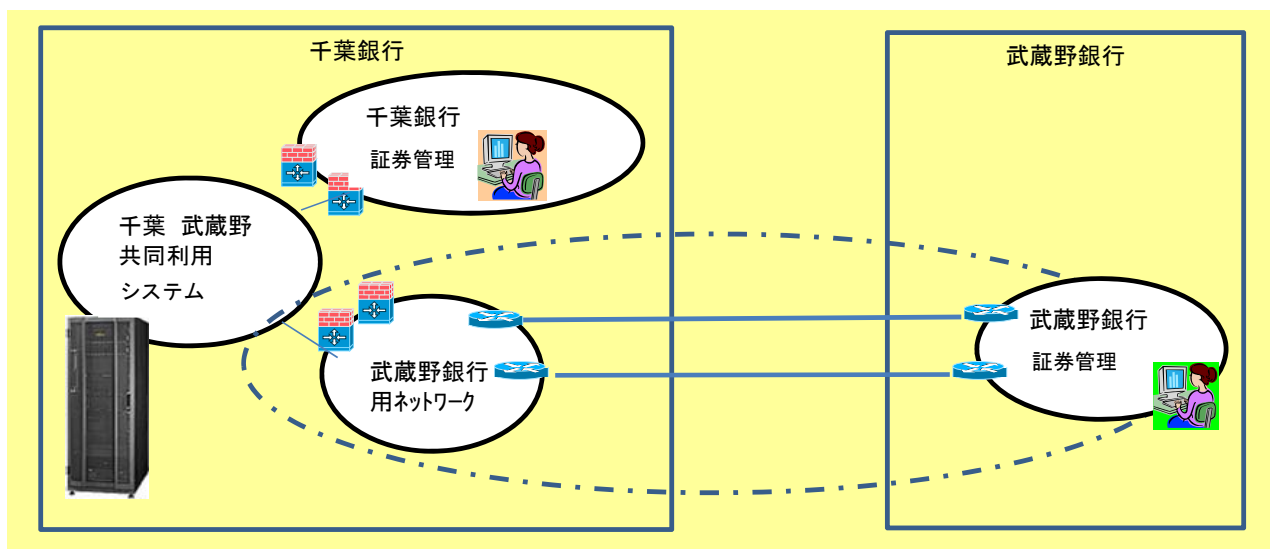 千葉銀行
武蔵野銀行
千葉銀行
証券管理
千葉 武蔵野
共同利用
システム
武蔵野銀行
用ネットワーク
武蔵野銀行
証券管理